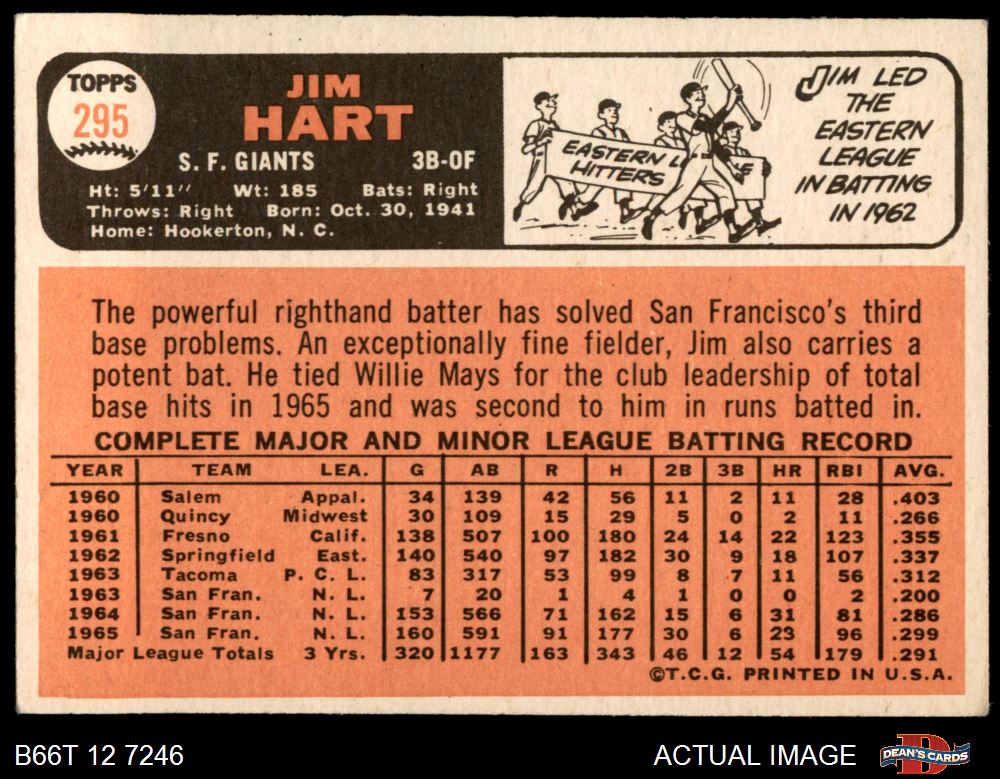 TOPPS
295
JIM
HART
S. F. GIANTS 3B-OF
Ht: 5'11" Wt: 185 Bats: Right
Throws: Right Born: Oct. 30, 1941
Home: Hookerton, N. C.
EASTERN L E
HITTERS
JIM LED
THE
EASTERN
LEAGUE
IN BATTING
IN 1962
The powerful righthand batter has solved San Francisco's third
base problems. An exceptionally fine fielder, Jim also carries a
potent bat. He tied Willie Mays for the club leadership of total
base hits in 1965 and was second to him in runs batted in.
COMPLETE MAJOR AND MINOR LEAGUE BATTING RECORD
YEAR TEAM LEA. G AB R H 2B 3B HR RBI AVG.
1960 Salem Appal. 34 139 42 56 11 2 11 28 .403
1960 Quincy Midwest 30 109 15 29 5 0 2 11 .266
1961 Fresno Calif. 138 507 100 180 24 14 22 123 .355
1962 Springfield East. 140 540 97 182 30 9 18 107 .337
1963 Tacoma P. C. L. 83 317 53 99 8 7 11 56 .312
1963 San Fran. N. L. 7 20 1 4 1 0 0 2 .200
1964 San Fran. N. L. 153 566 71 162 15 6 31 81 .286
1965 San Fran. N. L. 160 591 91 177 30 6 23 96 .299
Major League Totals 3 Yrs. 320 1177 163 343 46 12 54 179 .291
©T.C.G. PRINTED IN U.S.A.
B66T 12 7246 ACTUAL IMAGE DEAN'S CARDS